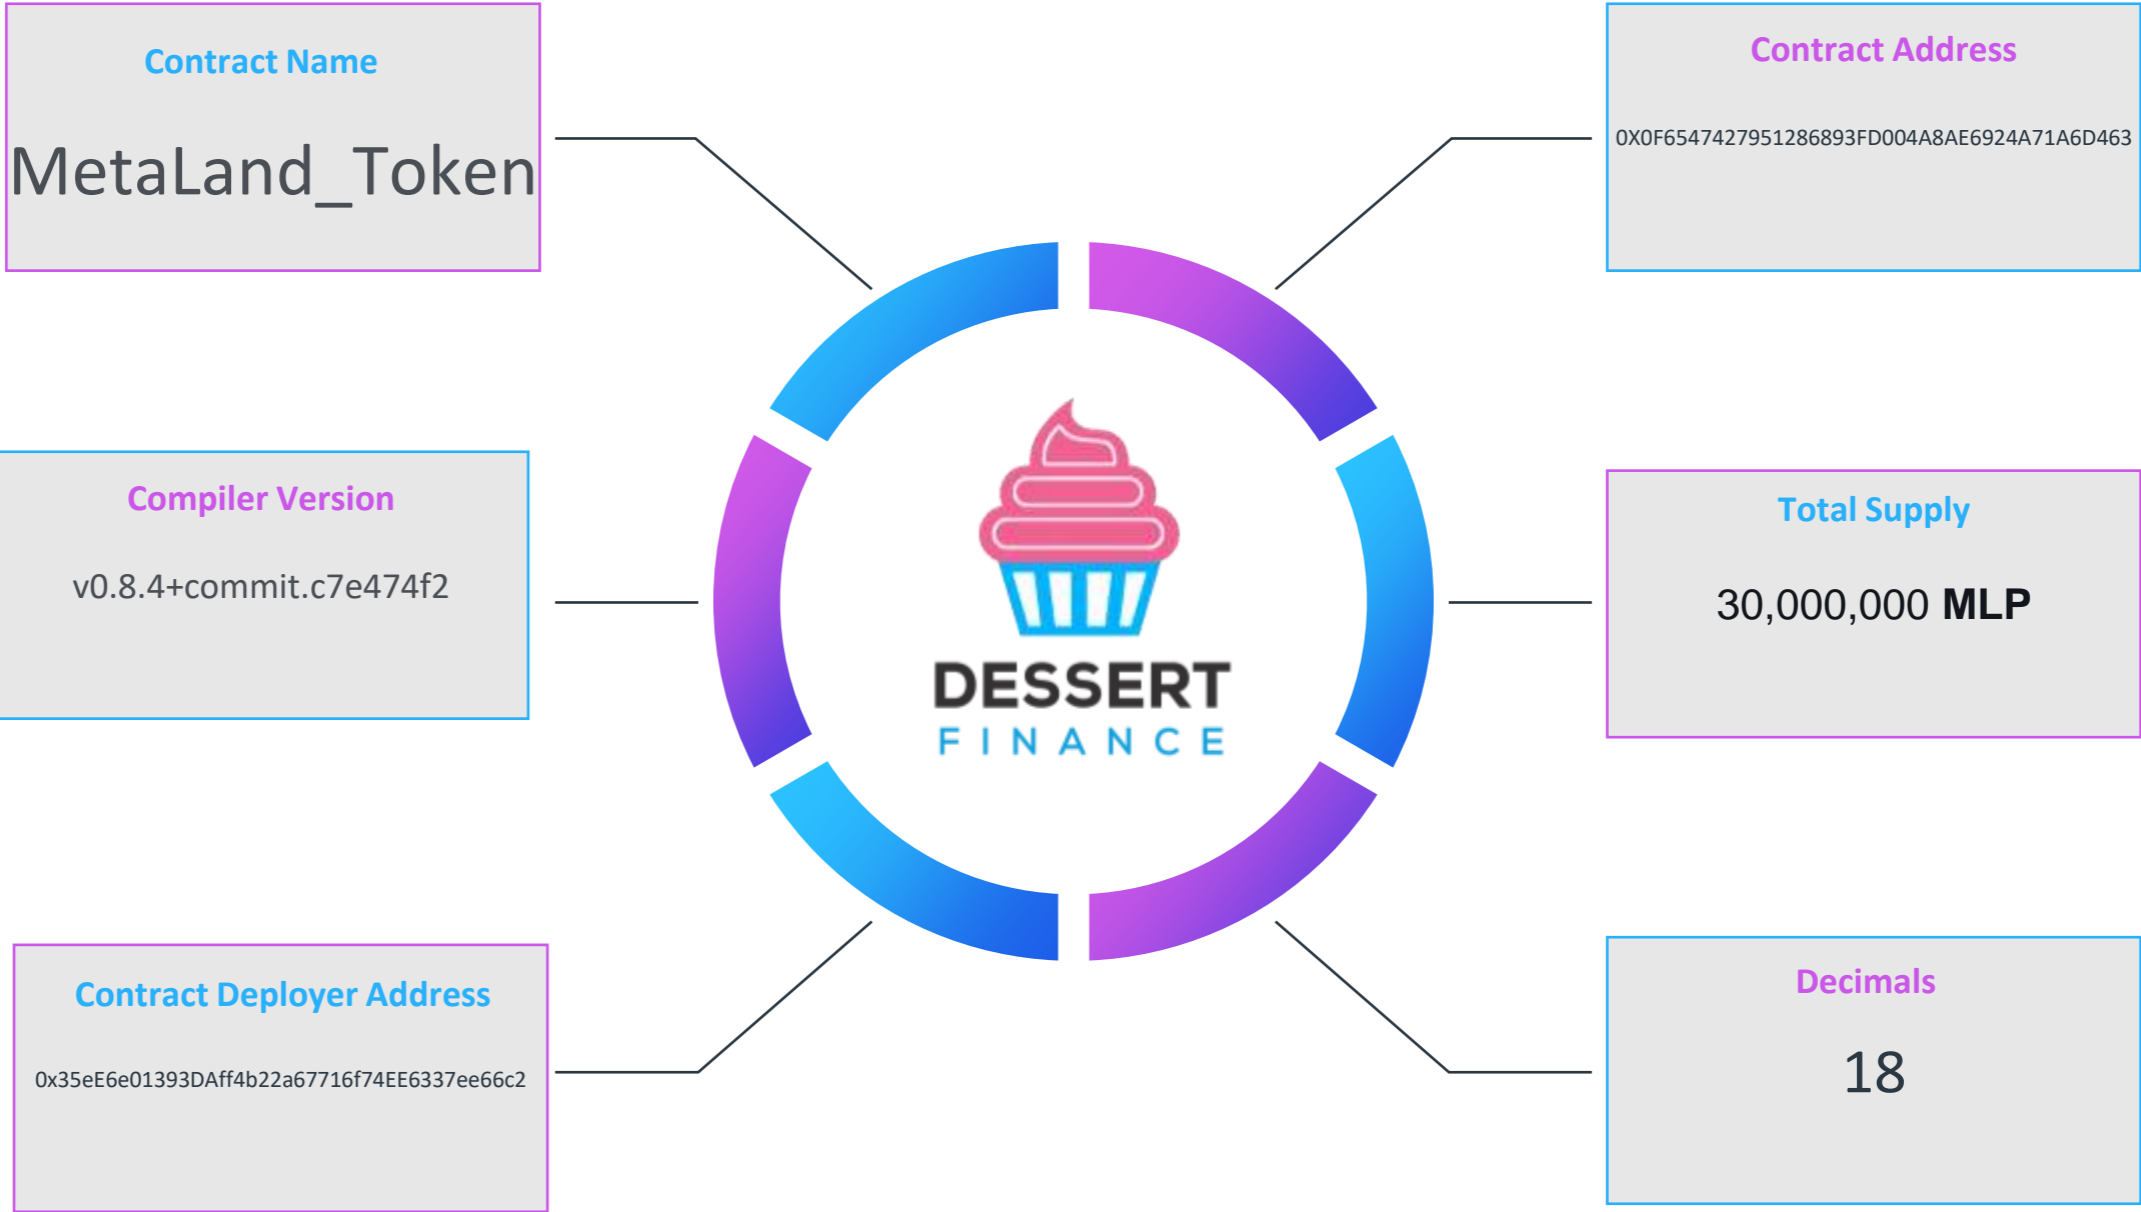 Contract Name
MetaLand_Token
Contract Address
0X0F6547427951286893FD004A8AE6924A71A6D463
Compiler Version
v0.8.4+commit.c7e474f2
DESSERT
FINANCE
Total Supply
30,000,000 MLP
Contract Deployer Address
0x35eE6e01393DAff4b22a67716f74EE6337ee66c2
Decimals
18